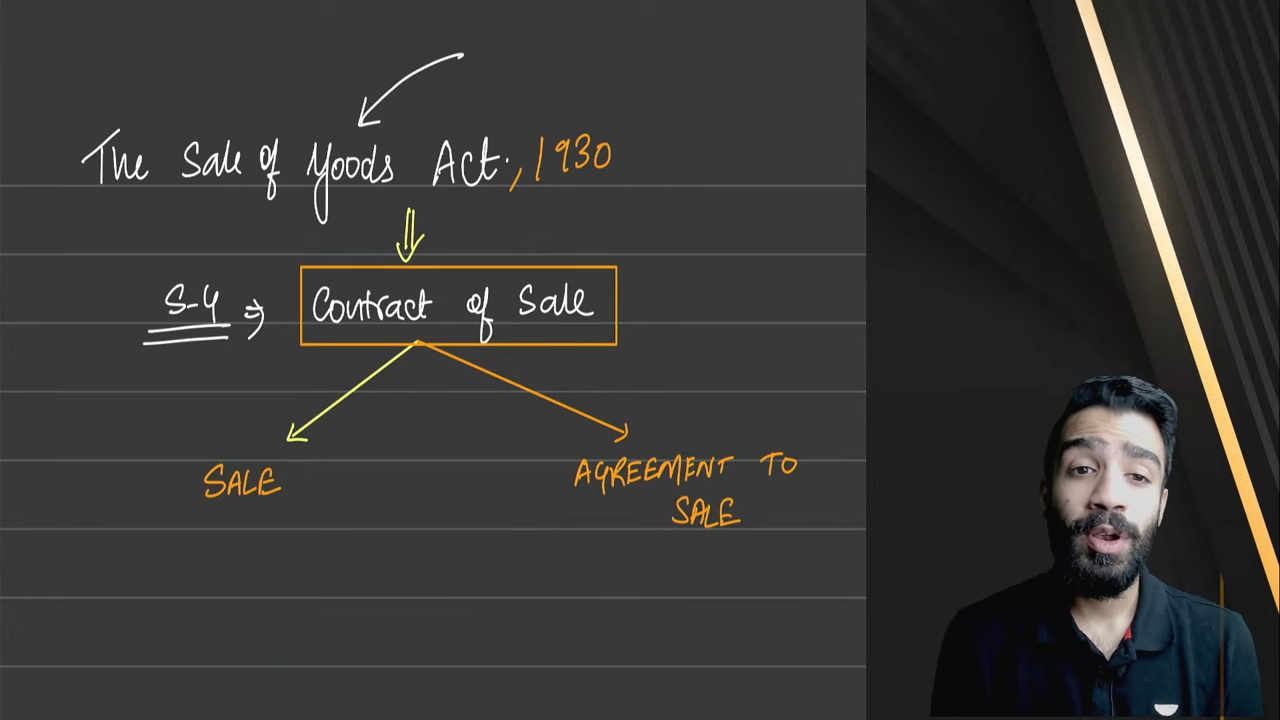 The Sale of Goods Act., 1930
S-4 ⇒ Contract of Sale
SALE
AGREEMENT TO
SALE